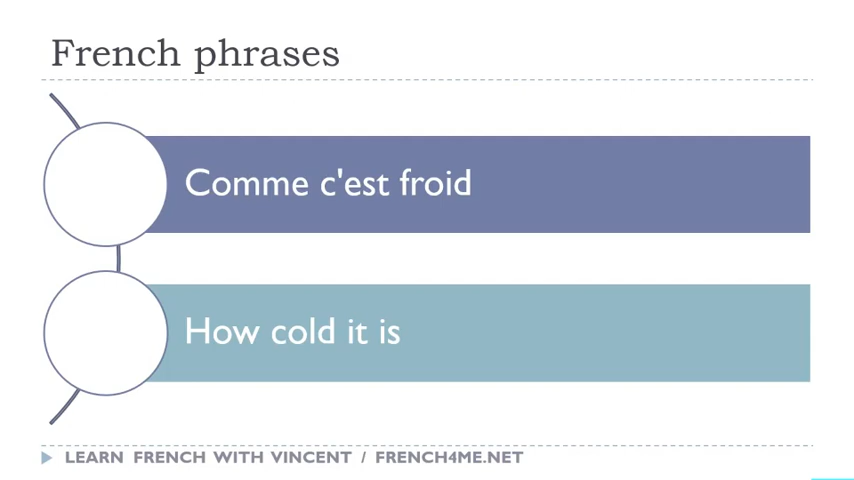 French phrases
Comme c'est froid
How cold it is
LEARN FRENCH WITH VINCENT / FRENCH4ME.NET